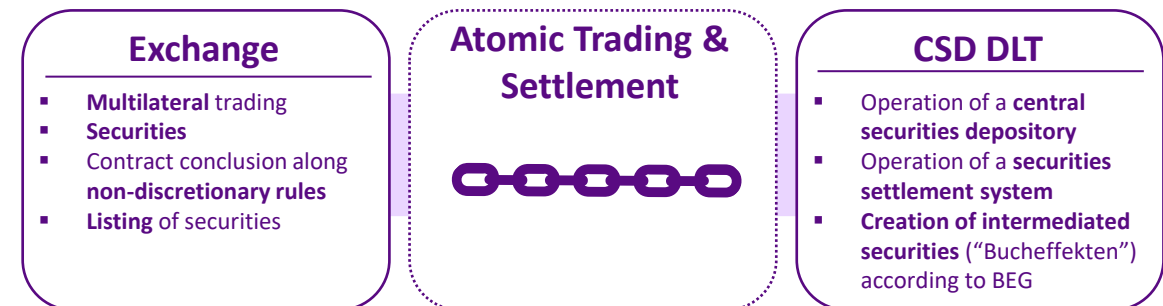 Exchange
▪ Multilateral trading
▪ Securities
▪ Contract conclusion along
non-discretionary rules
▪ Listing of securities
Atomic Trading &
Settlement
CSD DLT
▪ Operation of a central
securities depository
▪ Operation of a securities
settlement system
▪ Creation of intermediated
securities (“Bucheffekten”)
according to BEG